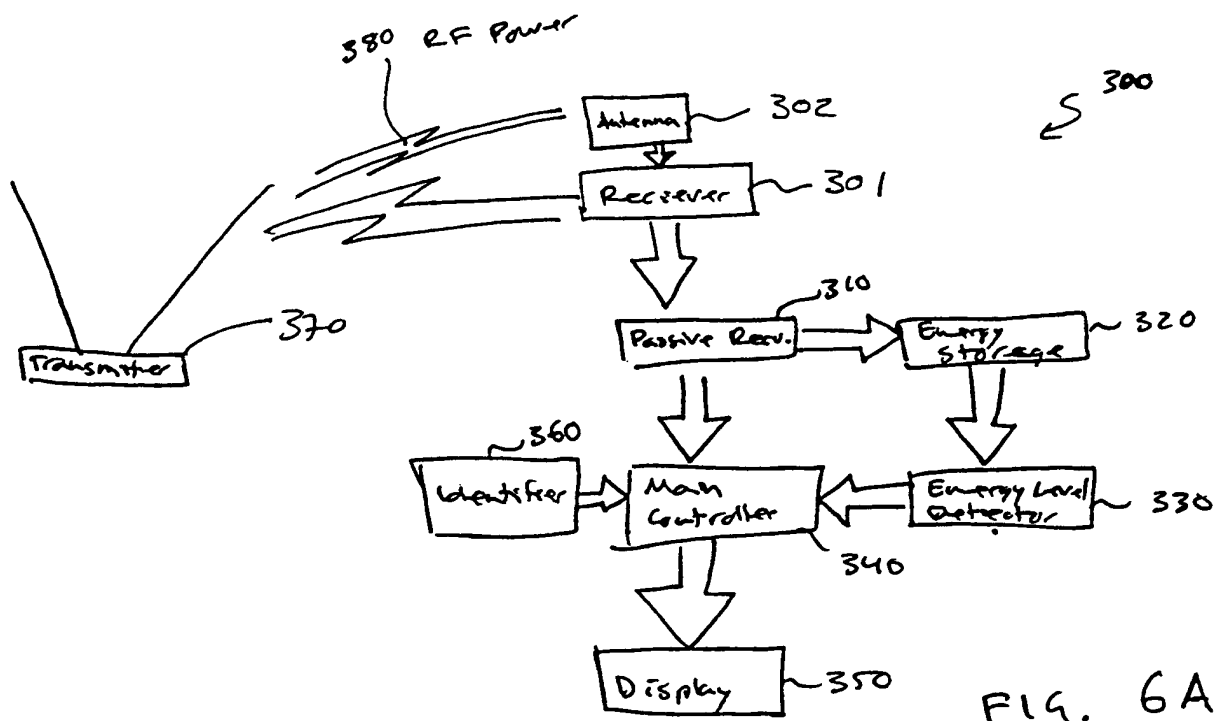 380 RF Power
300
Antenna
302
Reciever
301
310
Passive Recv.
Energy
Storage
320
370
Transmitter
360
Identifier
Main
Controller
Energy Level
Detector
330
340
Display
350
FIG. 6A